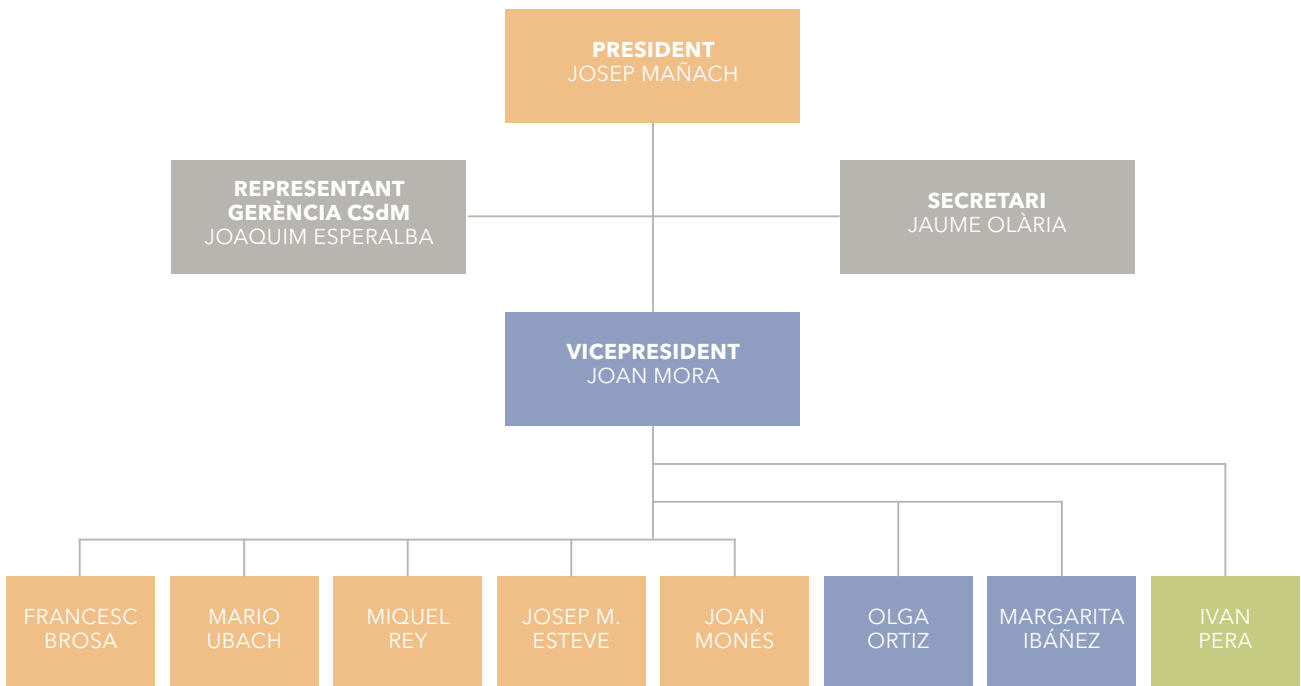 PRESIDENT
JOSEP MAÑACH
REPRESENTANT
GERÈNCIA CSdM
JOAQUIM ESPERALBA
SECRETARI
JAUME OLÀRIA
VICEPRESIDENT
JOAN MORA
FRANCESC
BROSA
MARIO
UBACH
MIQUEL
REY
JOSEP M.
ESTEVE
JOAN
MONÉS
OLGA
ORTIZ
MARGARITA
IBÁÑEZ
IVAN
PERA